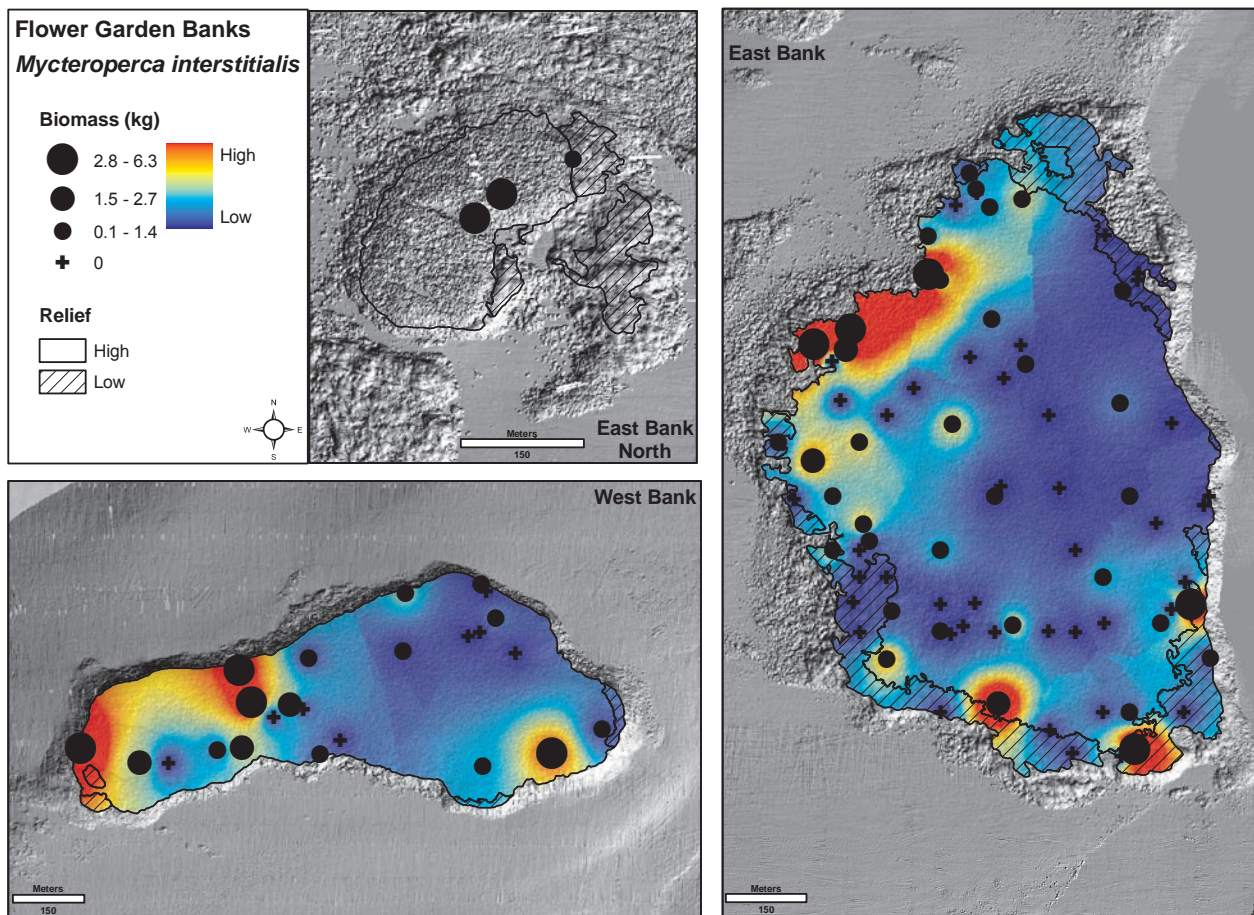 Flower Garden Banks
Mycteroperca interstitialis
Biomass (kg)
2.8 - 6.3
1.5 - 2.7
0.1 - 1.4
0
High
Low
Relief
High
Low
N
W
E
S
Meters
150
East Bank
North
West Bank
Meters
150
East Bank
Meters
150